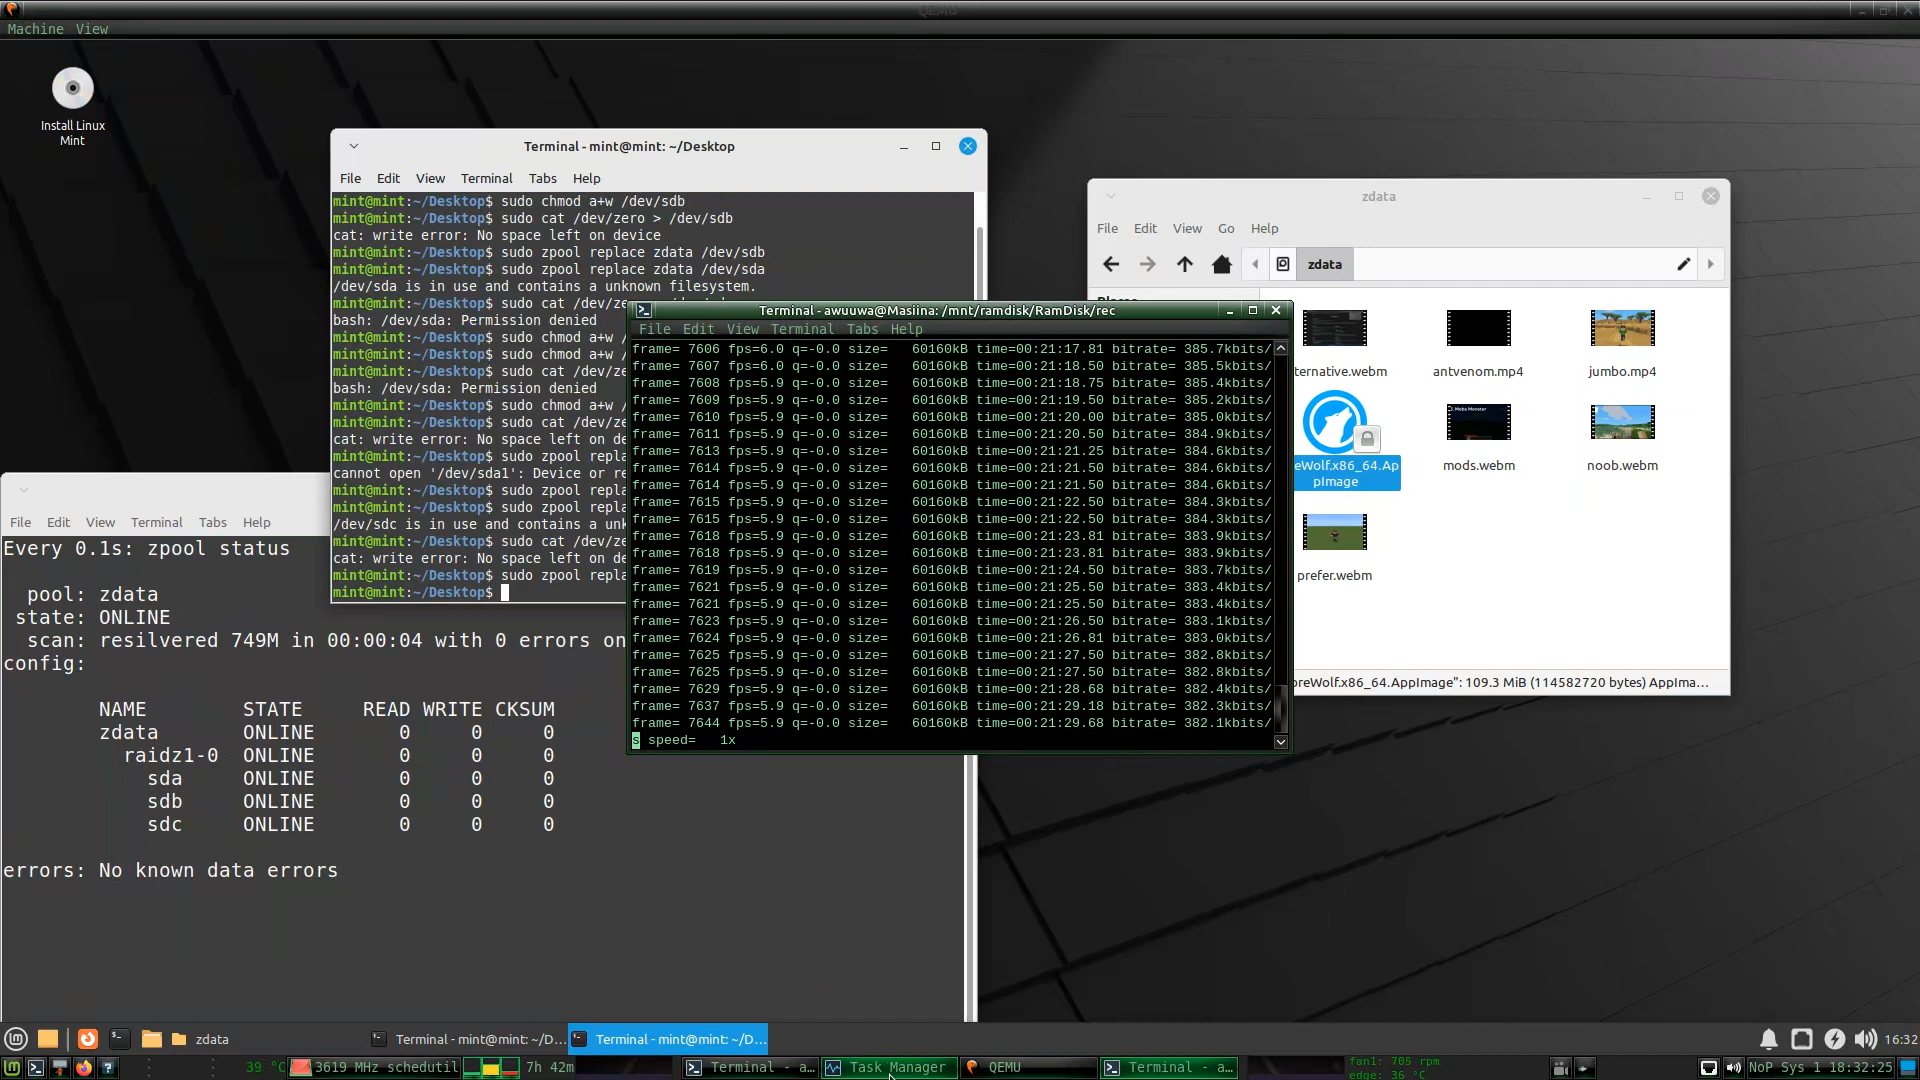 QEMU
Machine View
Install Linux
Mint
Terminal - mint@mint: ~/Desktop
File Edit View Terminal Tabs Help
mint@mint:~/Desktop$ sudo chmod a+w /dev/sdb
mint@mint:~/Desktop$ sudo cat /dev/zero > /dev/sdb
cat: write error: No space left on device
mint@mint:~/Desktop$ sudo zpool replace zdata /dev/sdb
mint@mint:~/Desktop$ sudo zpool replace zdata /dev/sda
/dev/sda is in use and contains a unknown filesystem.
mint@mint:~/Desktop$ sudo cat /dev/ze
bash: /dev/sda: Permission denied
mint@mint:~/Desktop$ sudo chmod a+w /
mint@mint:~/Desktop$ sudo chmod a+w /
mint@mint:~/Desktop$ sudo cat /dev/ze
bash: /dev/sda: Permission denied
mint@mint:~/Desktop$ sudo chmod a+w /
mint@mint:~/Desktop$ sudo cat /dev/ze
cat: write error: No space left on de
mint@mint:~/Desktop$ sudo zpool repla
cannot open '/dev/sda1': Device or re
mint@mint:~/Desktop$ sudo zpool repla
mint@mint:~/Desktop$ sudo zpool repla
/dev/sdc is in use and contains a unk
mint@mint:~/Desktop$ sudo cat /dev/ze
cat: write error: No space left on de
mint@mint:~/Desktop$ sudo zpool repla
mint@mint:~/Desktop$
File Edit View Terminal Tabs Help
Every 0.1s: zpool status
pool: zdata
state: ONLINE
scan: resilvered 749M in 00:00:04 with 0 errors on
config:
NAME STATE READ WRITE CKSUM
zdata ONLINE 0 0 0
raidz1-0 ONLINE 0 0 0
sda ONLINE 0 0 0
sdb ONLINE 0 0 0
sdc ONLINE 0 0 0
errors: No known data errors
Terminal - awuuwa@Masiina: /mnt/ramdisk/RamDisk/rec
File Edit View Terminal Tabs Help
frame= 7606 fps=6.0 q=-0.0 size= 60160kB time=00:21:17.81 bitrate= 385.7kbits/
frame= 7607 fps=6.0 q=-0.0 size= 60160kB time=00:21:18.50 bitrate= 385.5kbits/
frame= 7608 fps=5.9 q=-0.0 size= 60160kB time=00:21:18.75 bitrate= 385.4kbits/
frame= 7609 fps=5.9 q=-0.0 size= 60160kB time=00:21:19.50 bitrate= 385.2kbits/
frame= 7610 fps=5.9 q=-0.0 size= 60160kB time=00:21:20.00 bitrate= 385.0kbits/
frame= 7611 fps=5.9 q=-0.0 size= 60160kB time=00:21:20.50 bitrate= 384.9kbits/
frame= 7613 fps=5.9 q=-0.0 size= 60160kB time=00:21:21.25 bitrate= 384.6kbits/
frame= 7614 fps=5.9 q=-0.0 size= 60160kB time=00:21:21.50 bitrate= 384.6kbits/
frame= 7614 fps=5.9 q=-0.0 size= 60160kB time=00:21:21.50 bitrate= 384.6kbits/
frame= 7615 fps=5.9 q=-0.0 size= 60160kB time=00:21:22.50 bitrate= 384.3kbits/
frame= 7615 fps=5.9 q=-0.0 size= 60160kB time=00:21:22.50 bitrate= 384.3kbits/
frame= 7618 fps=5.9 q=-0.0 size= 60160kB time=00:21:23.81 bitrate= 383.9kbits/
frame= 7618 fps=5.9 q=-0.0 size= 60160kB time=00:21:23.81 bitrate= 383.9kbits/
frame= 7619 fps=5.9 q=-0.0 size= 60160kB time=00:21:24.50 bitrate= 383.7kbits/
frame= 7621 fps=5.9 q=-0.0 size= 60160kB time=00:21:25.50 bitrate= 383.4kbits/
frame= 7621 fps=5.9 q=-0.0 size= 60160kB time=00:21:25.50 bitrate= 383.4kbits/
frame= 7623 fps=5.9 q=-0.0 size= 60160kB time=00:21:26.50 bitrate= 383.1kbits/
frame= 7624 fps=5.9 q=-0.0 size= 60160kB time=00:21:26.81 bitrate= 383.0kbits/
frame= 7625 fps=5.9 q=-0.0 size= 60160kB time=00:21:27.50 bitrate= 382.8kbits/
frame= 7625 fps=5.9 q=-0.0 size= 60160kB time=00:21:27.50 bitrate= 382.8kbits/
frame= 7629 fps=5.9 q=-0.0 size= 60160kB time=00:21:28.68 bitrate= 382.4kbits/
frame= 7637 fps=5.9 q=-0.0 size= 60160kB time=00:21:29.18 bitrate= 382.3kbits/
frame= 7644 fps=5.9 q=-0.0 size= 60160kB time=00:21:29.68 bitrate= 382.1kbits/
s speed= 1x
zdata
File Edit View Go Help
zdata
ternative.webm antvenom.mp4 jumbo.mp4
eWolf.x86_64.Ap
pImage
mods.webm noob.webm
prefer.webm
oreWolf.x86_64.AppImage": 109.3 MiB (114582720 bytes) AppIma...
zdata Terminal - mint@mint: ~/D... Terminal - mint@mint: ~/D... 16:32
39 °C 3619 MHz schedutil 7h 42m Terminal - a... Task Manager QEMU Terminal - a... fan1: 705 rpm
edge: 36 °C
NoP Sys 1 18:32:25